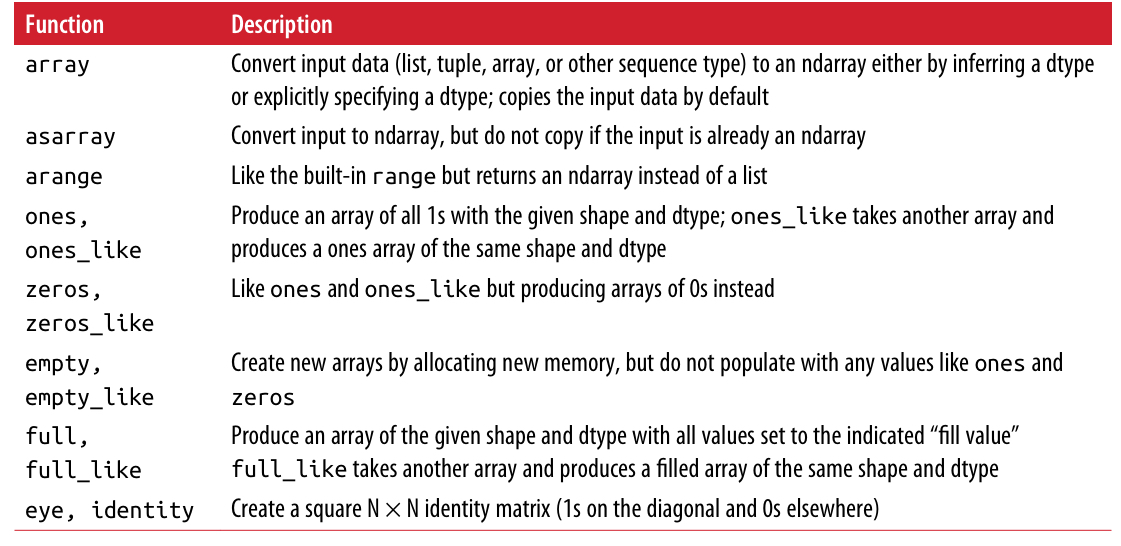 Function Description
array Convert input data (list, tuple, array, or other sequence type) to an ndarray either by inferring a dtype
or explicitly specifying a dtype; copies the input data by default
asarray Convert input to ndarray, but do not copy if the input is already an ndarray
arange Like the built-in range but returns an ndarray instead of a list
ones, Produce an array of all 1s with the given shape and dtype; ones_like takes another array and
ones_like produces a ones array of the same shape and dtype
zeros, Like ones and ones_like but producing arrays of 0s instead
zeros_like
empty, Create new arrays by allocating new memory, but do not populate with any values like ones and
empty_like zeros
full, Produce an array of the given shape and dtype with all values set to the indicated “fill value”
full_like full_like takes another array and produces a filled array of the same shape and dtype
eye, identity Create a square N × N identity matrix (1s on the diagonal and 0s elsewhere)